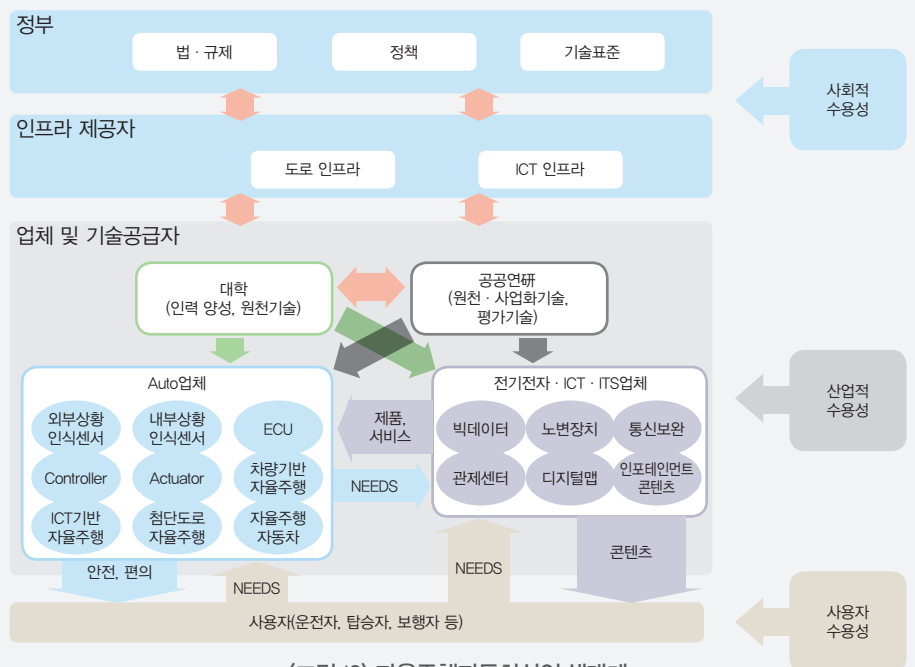 정부
법 · 규제
정책
기술표준
사회적
수용성
인프라 제공자
도로 인프라
ICT 인프라
업체 및 기술공급자
대학
(인력 양성, 원천기술)
공공연硏
(원천 · 사업화기술,
평가기술)
산업적
수용성
Auto업체
외부상황
인식센서
내부상황
인식센서
ECU
Controller
Actuator
차량기반
자율주행
ICT기반
자율주행
첨단도로
자율주행
자율주행
자동차
제품,
서비스
NEEDS
전기전자 · ICT · ITS업체
빅데이터
노변장치
통신보완
관제센터
디지털맵
인포테인먼트
콘텐츠
안전, 편의
NEEDS
NEEDS
콘텐츠
사용자(운전자, 탑승자, 보행자 등)
사용자
수용성